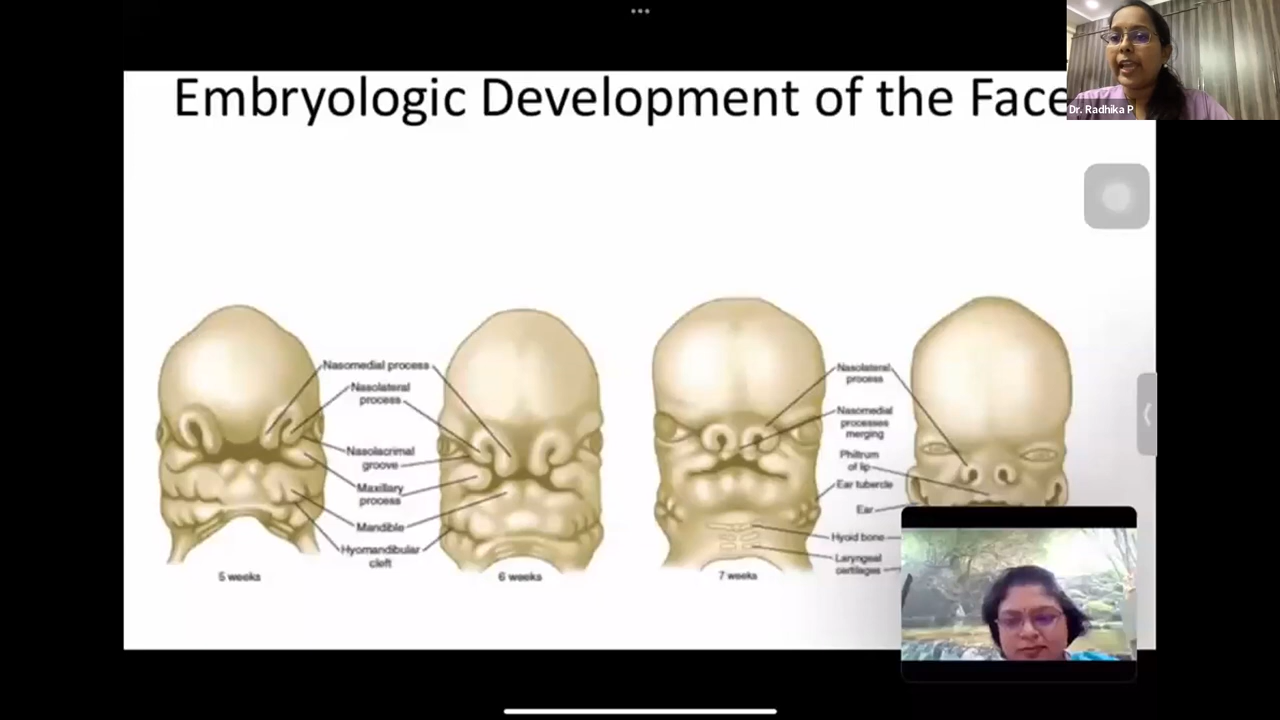 Embryologic Development of the Face
Dr. Radhika P
Nasomedial process
Nasolateral
process
Nasolacrimal
groove
Maxillary
process
Mandible
Hyomandibular
cleft
Nasolateral
process
Nasomedial
processes
merging
Philtrum
of lip
Ear tubercle
Ear
Hyoid bone
Laryngeal
cartilages
5 weeks
6 weeks
7 weeks